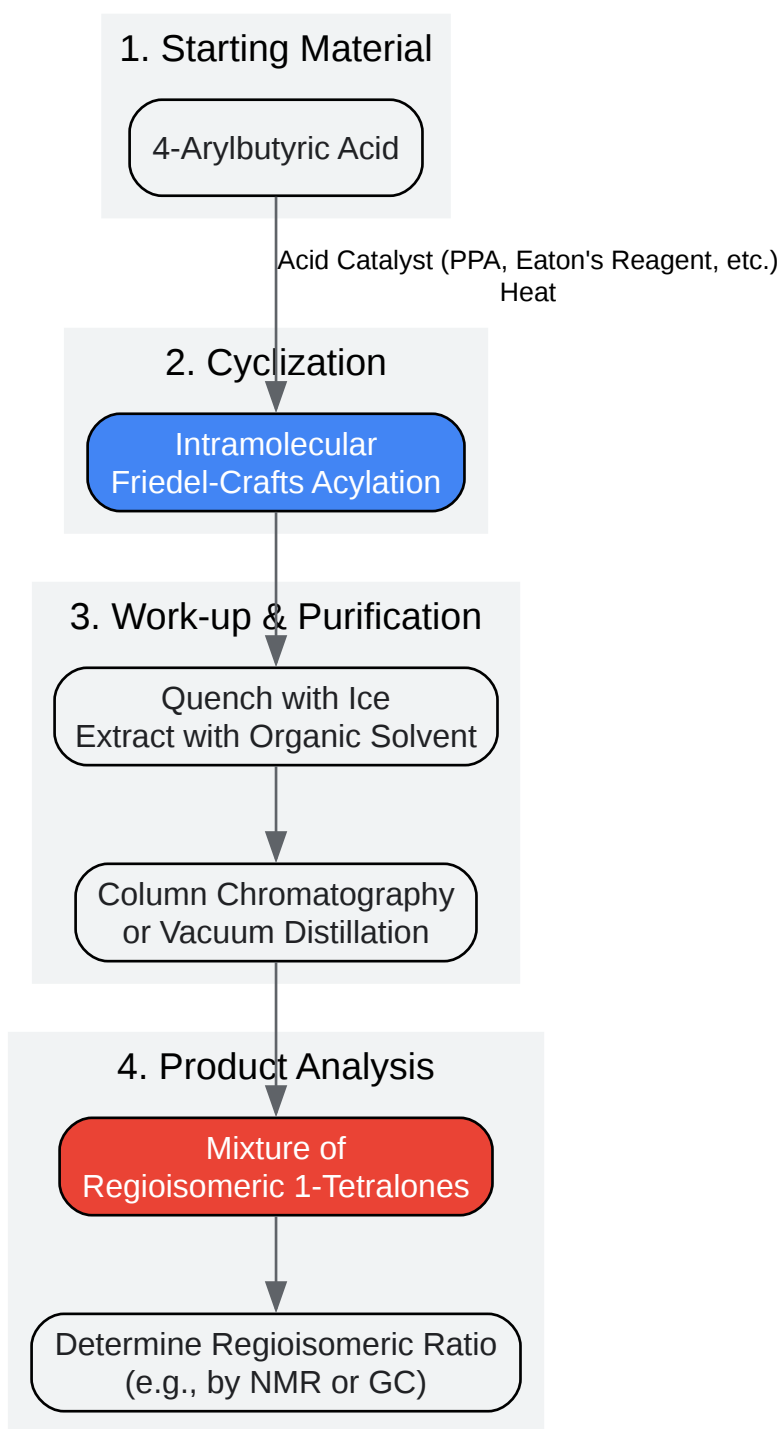 1. Starting Material
4-Arylbutyric Acid
Acid Catalyst (PPA, Eaton's Reagent, etc.)
Heat
2. Cyclization
Intramolecular
Friedel-Crafts Acylation
3. Work-up & Purification
Quench with Ice
Extract with Organic Solvent
Column Chromatography
or Vacuum Distillation
4. Product Analysis
Mixture of
Regioisomeric 1-Tetralones
Determine Regioisomeric Ratio
(e.g., by NMR or GC)